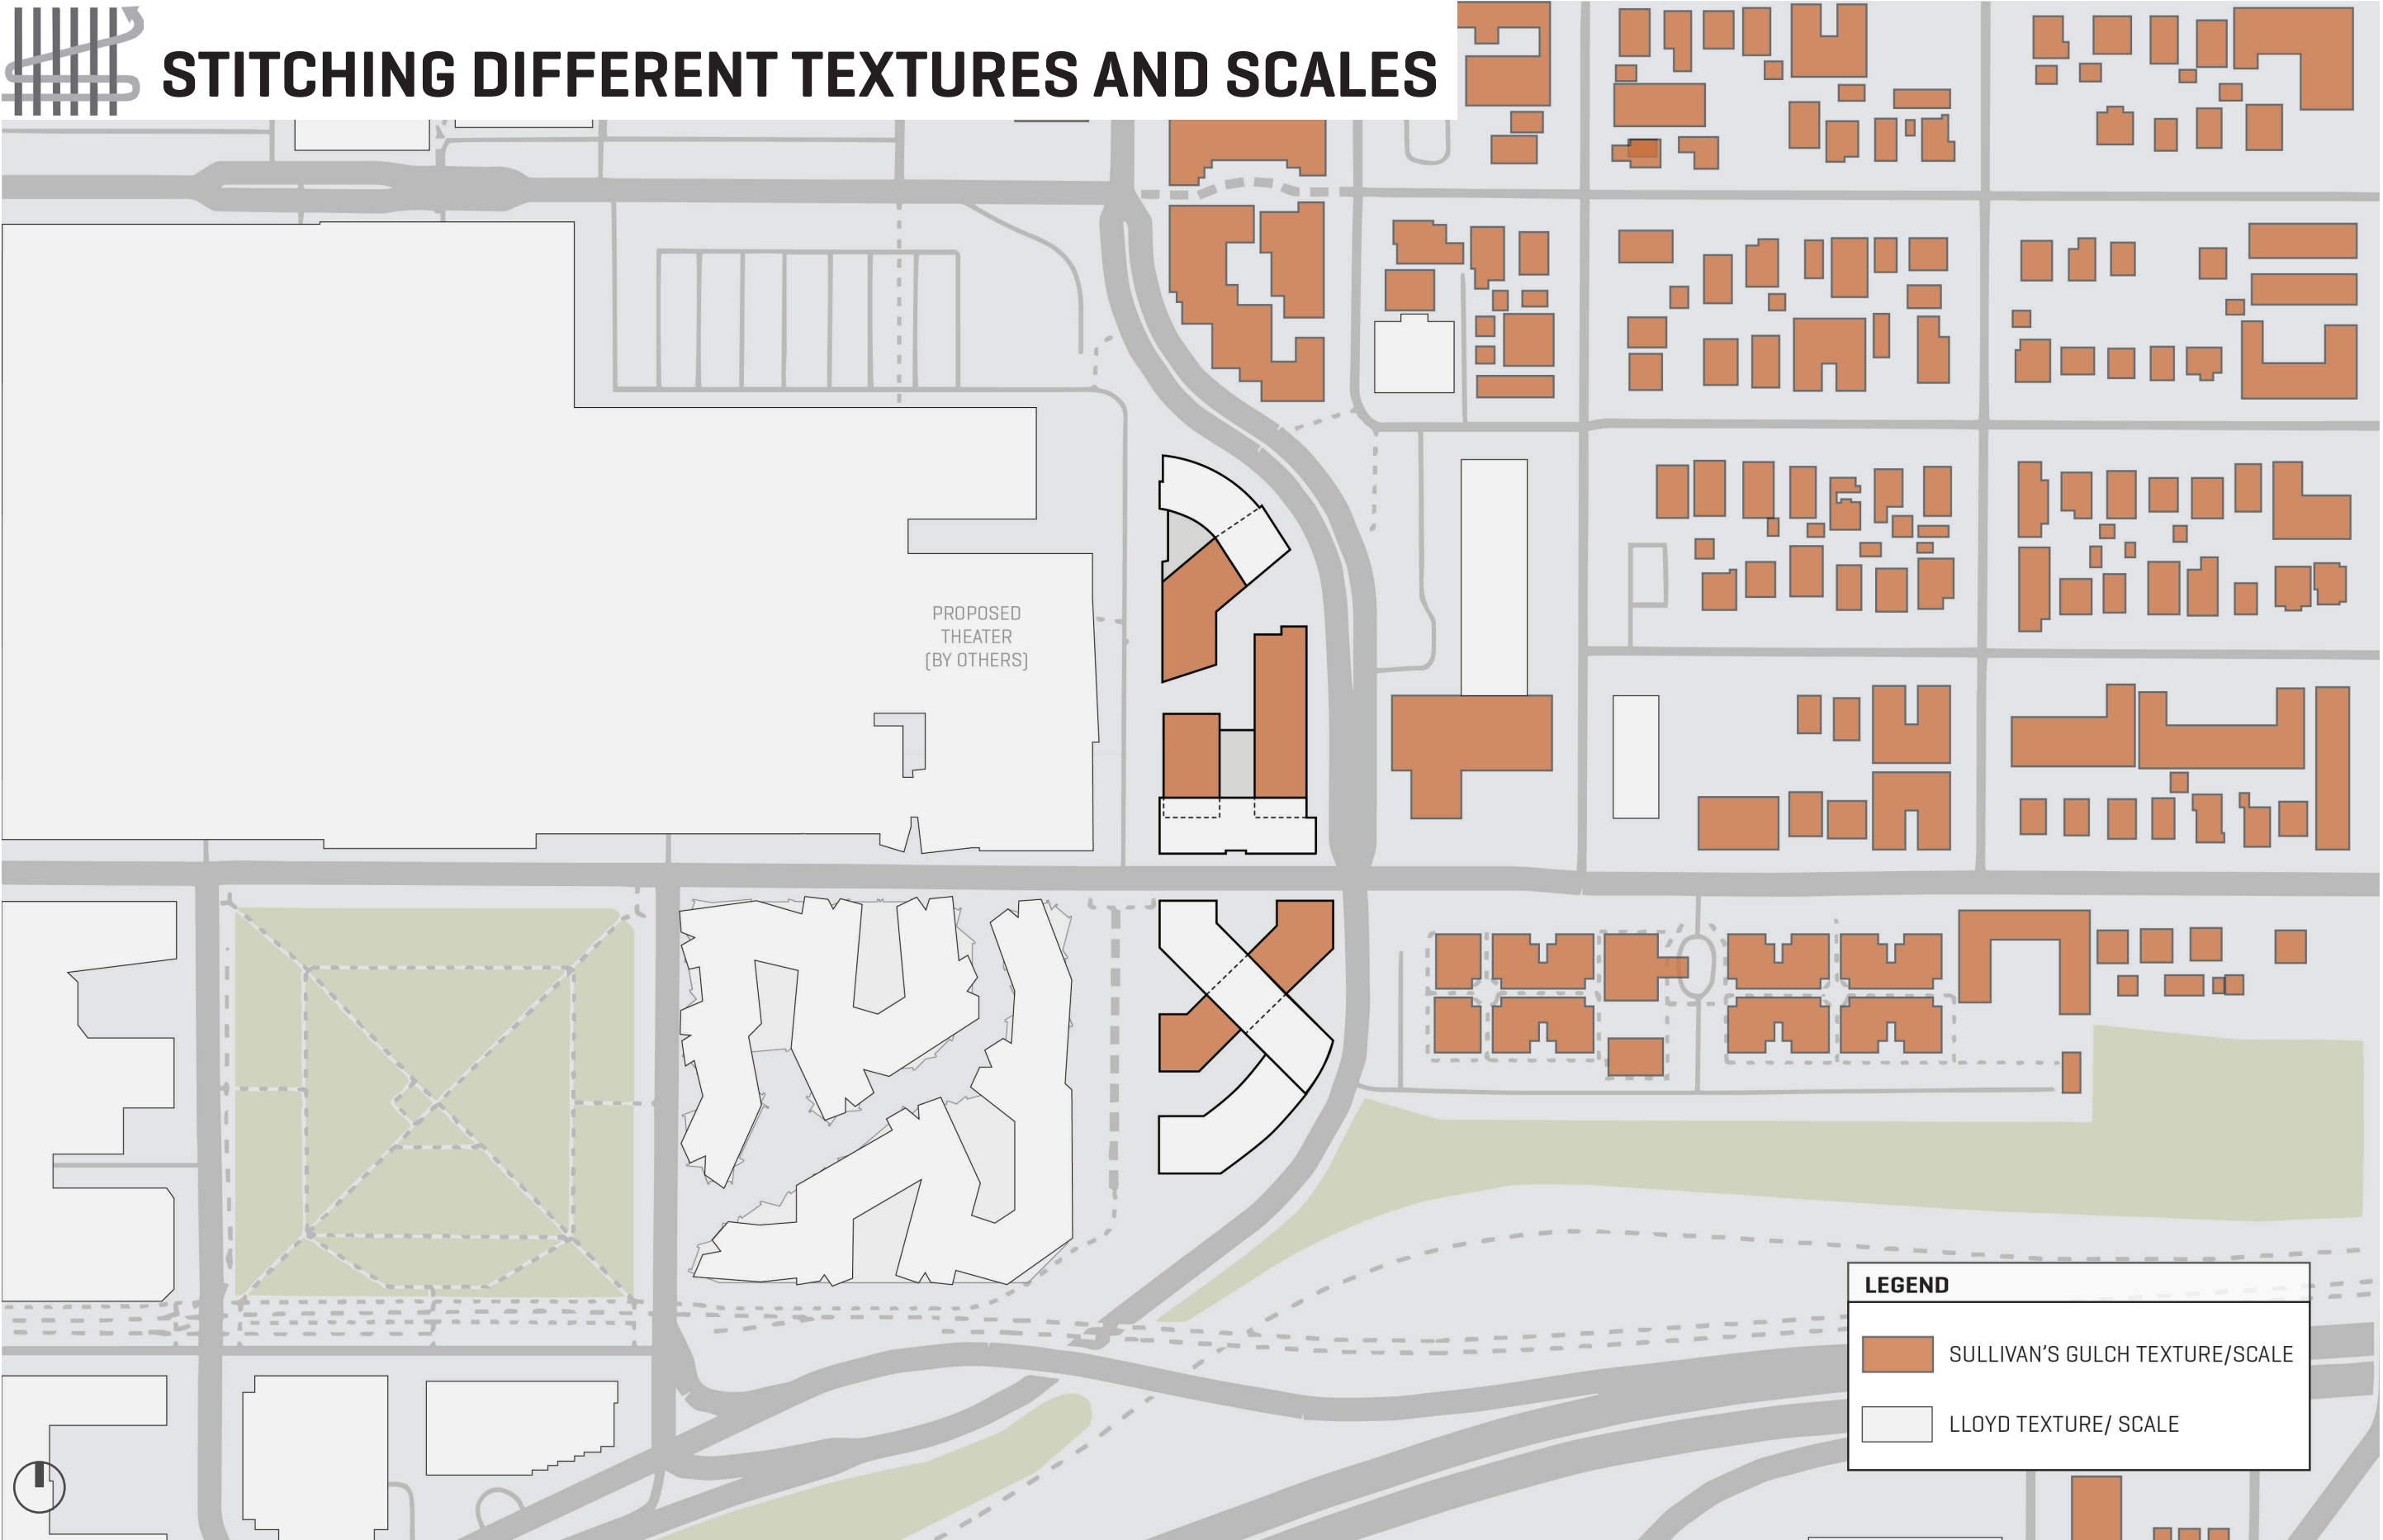 STITCHING DIFFERENT TEXTURES AND SCALES
PROPOSED
THEATER
(BY OTHERS)
LEGEND
SULLIVAN'S GULCH TEXTURE/SCALE
LLOYD TEXTURE/ SCALE